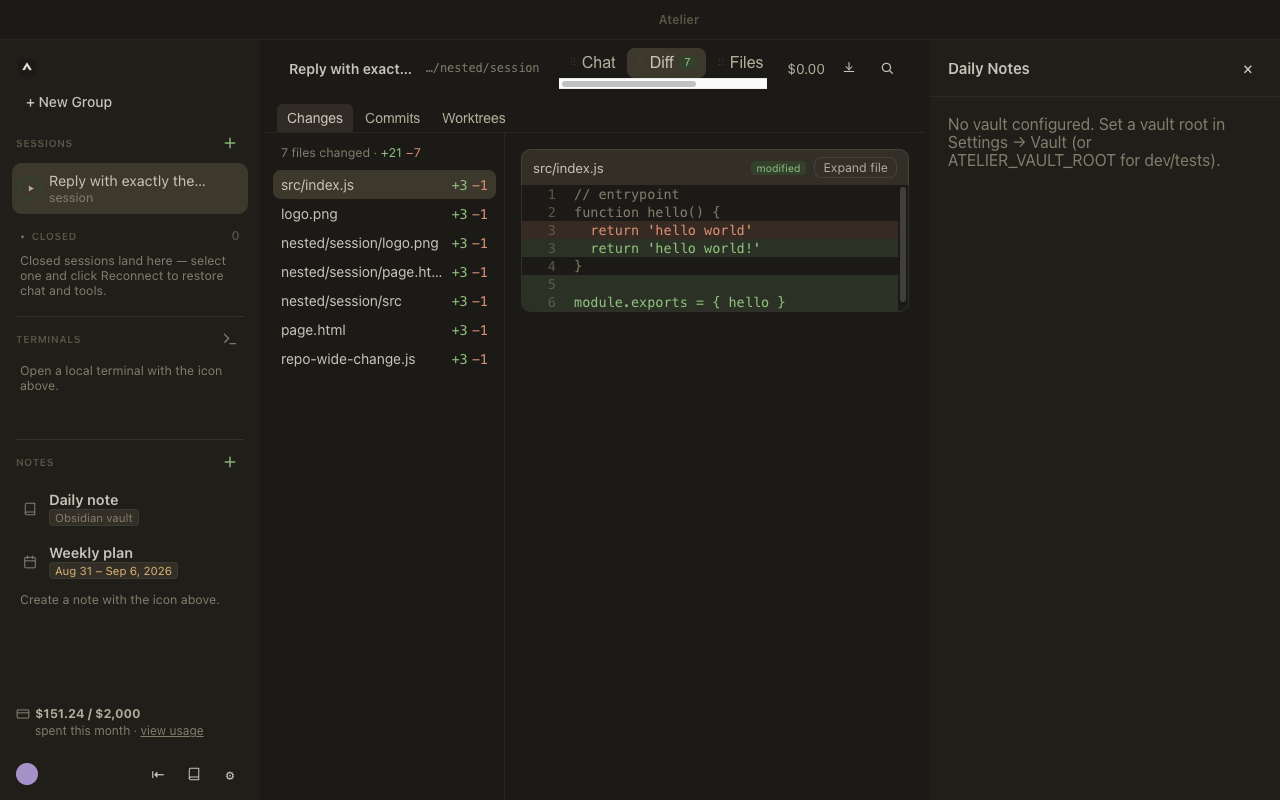 Atelier
+ New Group
SESSIONS
Reply with exactly the...
session
CLOSED 0
Closed sessions land here — select
one and click Reconnect to restore
chat and tools.
TERMINALS
Open a local terminal with the icon
above.
NOTES
Daily note
Obsidian vault
Weekly plan
Aug 31 – Sep 6, 2026
Create a note with the icon above.
$151.24 / $2,000
spent this month · view usage
Reply with exact... …/nested/session Chat Diff 7 Files $0.00
Changes Commits Worktrees
7 files changed · +21 −7
src/index.js +3 −1
logo.png +3 −1
nested/session/logo.png +3 −1
nested/session/page.ht... +3 −1
nested/session/src +3 −1
page.html +3 −1
repo-wide-change.js +3 −1
src/index.js modified Expand file
1 // entrypoint
2 function hello() {
3 return 'hello world'
3 return 'hello world!'
4 }
5
6 module.exports = { hello }
Daily Notes ×
No vault configured. Set a vault root in
Settings → Vault (or
ATELIER_VAULT_ROOT for dev/tests).